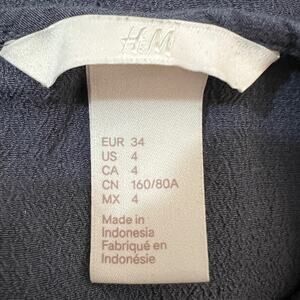 H&M
EUR 34
US 4
CA 4
CN 160/80A
MX 4
Made in
Indonesia
Fabriqué en
Indonésie